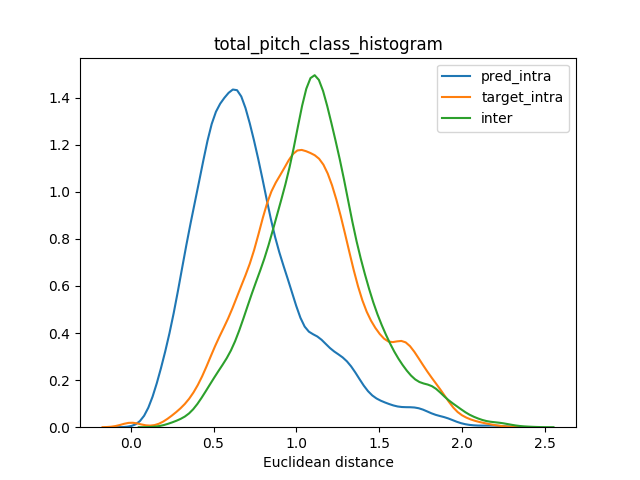 total_pitch_class_histogram
pred_intra
target_intra
inter
1.4
1.2
1.0
0.8
0.6
0.4
0.2
0.0
0.0 0.5 1.0 1.5 2.0 2.5
Euclidean distance